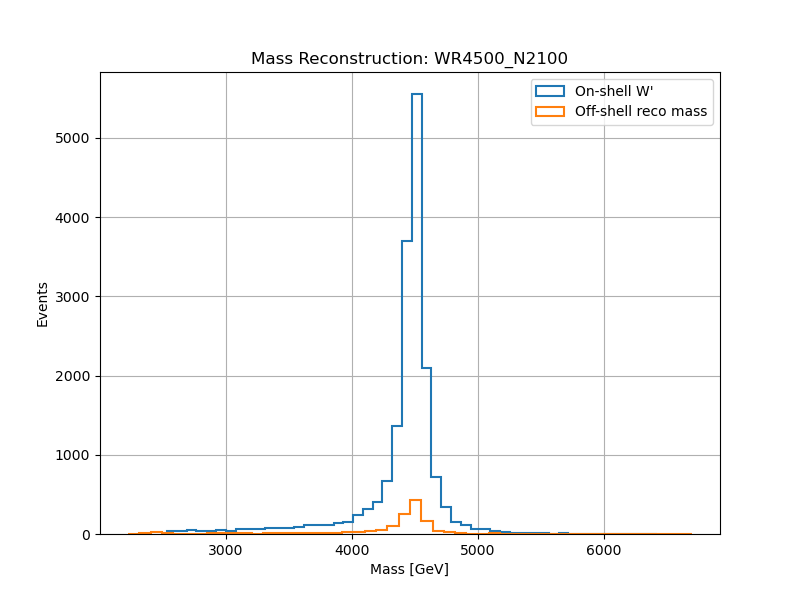 Mass Reconstruction: WR4500_N2100
On-shell W'
Off-shell reco mass
5000
4000
3000
2000
1000
0
Events
3000 4000 5000 6000
Mass [GeV]